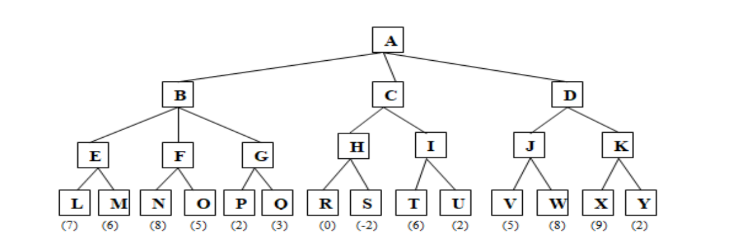 A
B C D
E F G H I J K
L M N O P Q R S T U V W X Y
(7) (6) (8) (5) (2) (3) (0) (-2) (6) (2) (5) (8) (9) (2)